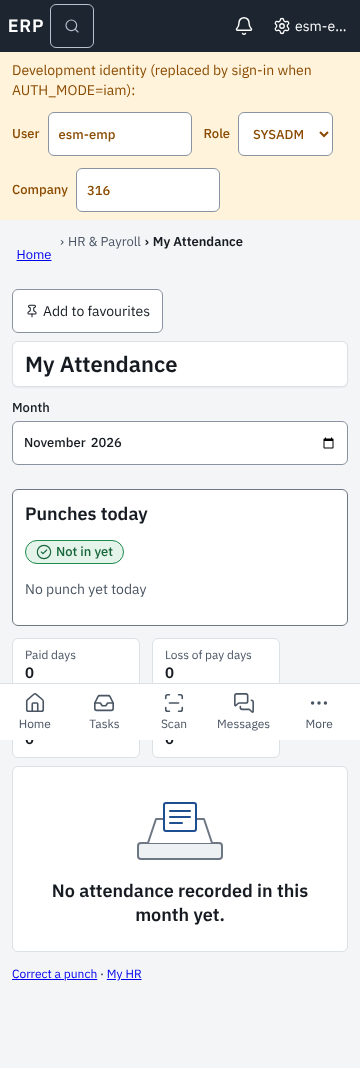 ERP
esm-e...
Development identity (replaced by sign-in when
AUTH_MODE=iam):
User esm-emp Role SYSADM
Company 316
Home › HR & Payroll › My Attendance
Add to favourites
My Attendance
Month
November 2026
Punches today
Not in yet
No punch yet today
Paid days Loss of pay days
0 0
Home Tasks Scan Messages More
No attendance recorded in this
month yet.
Correct a punch · My HR